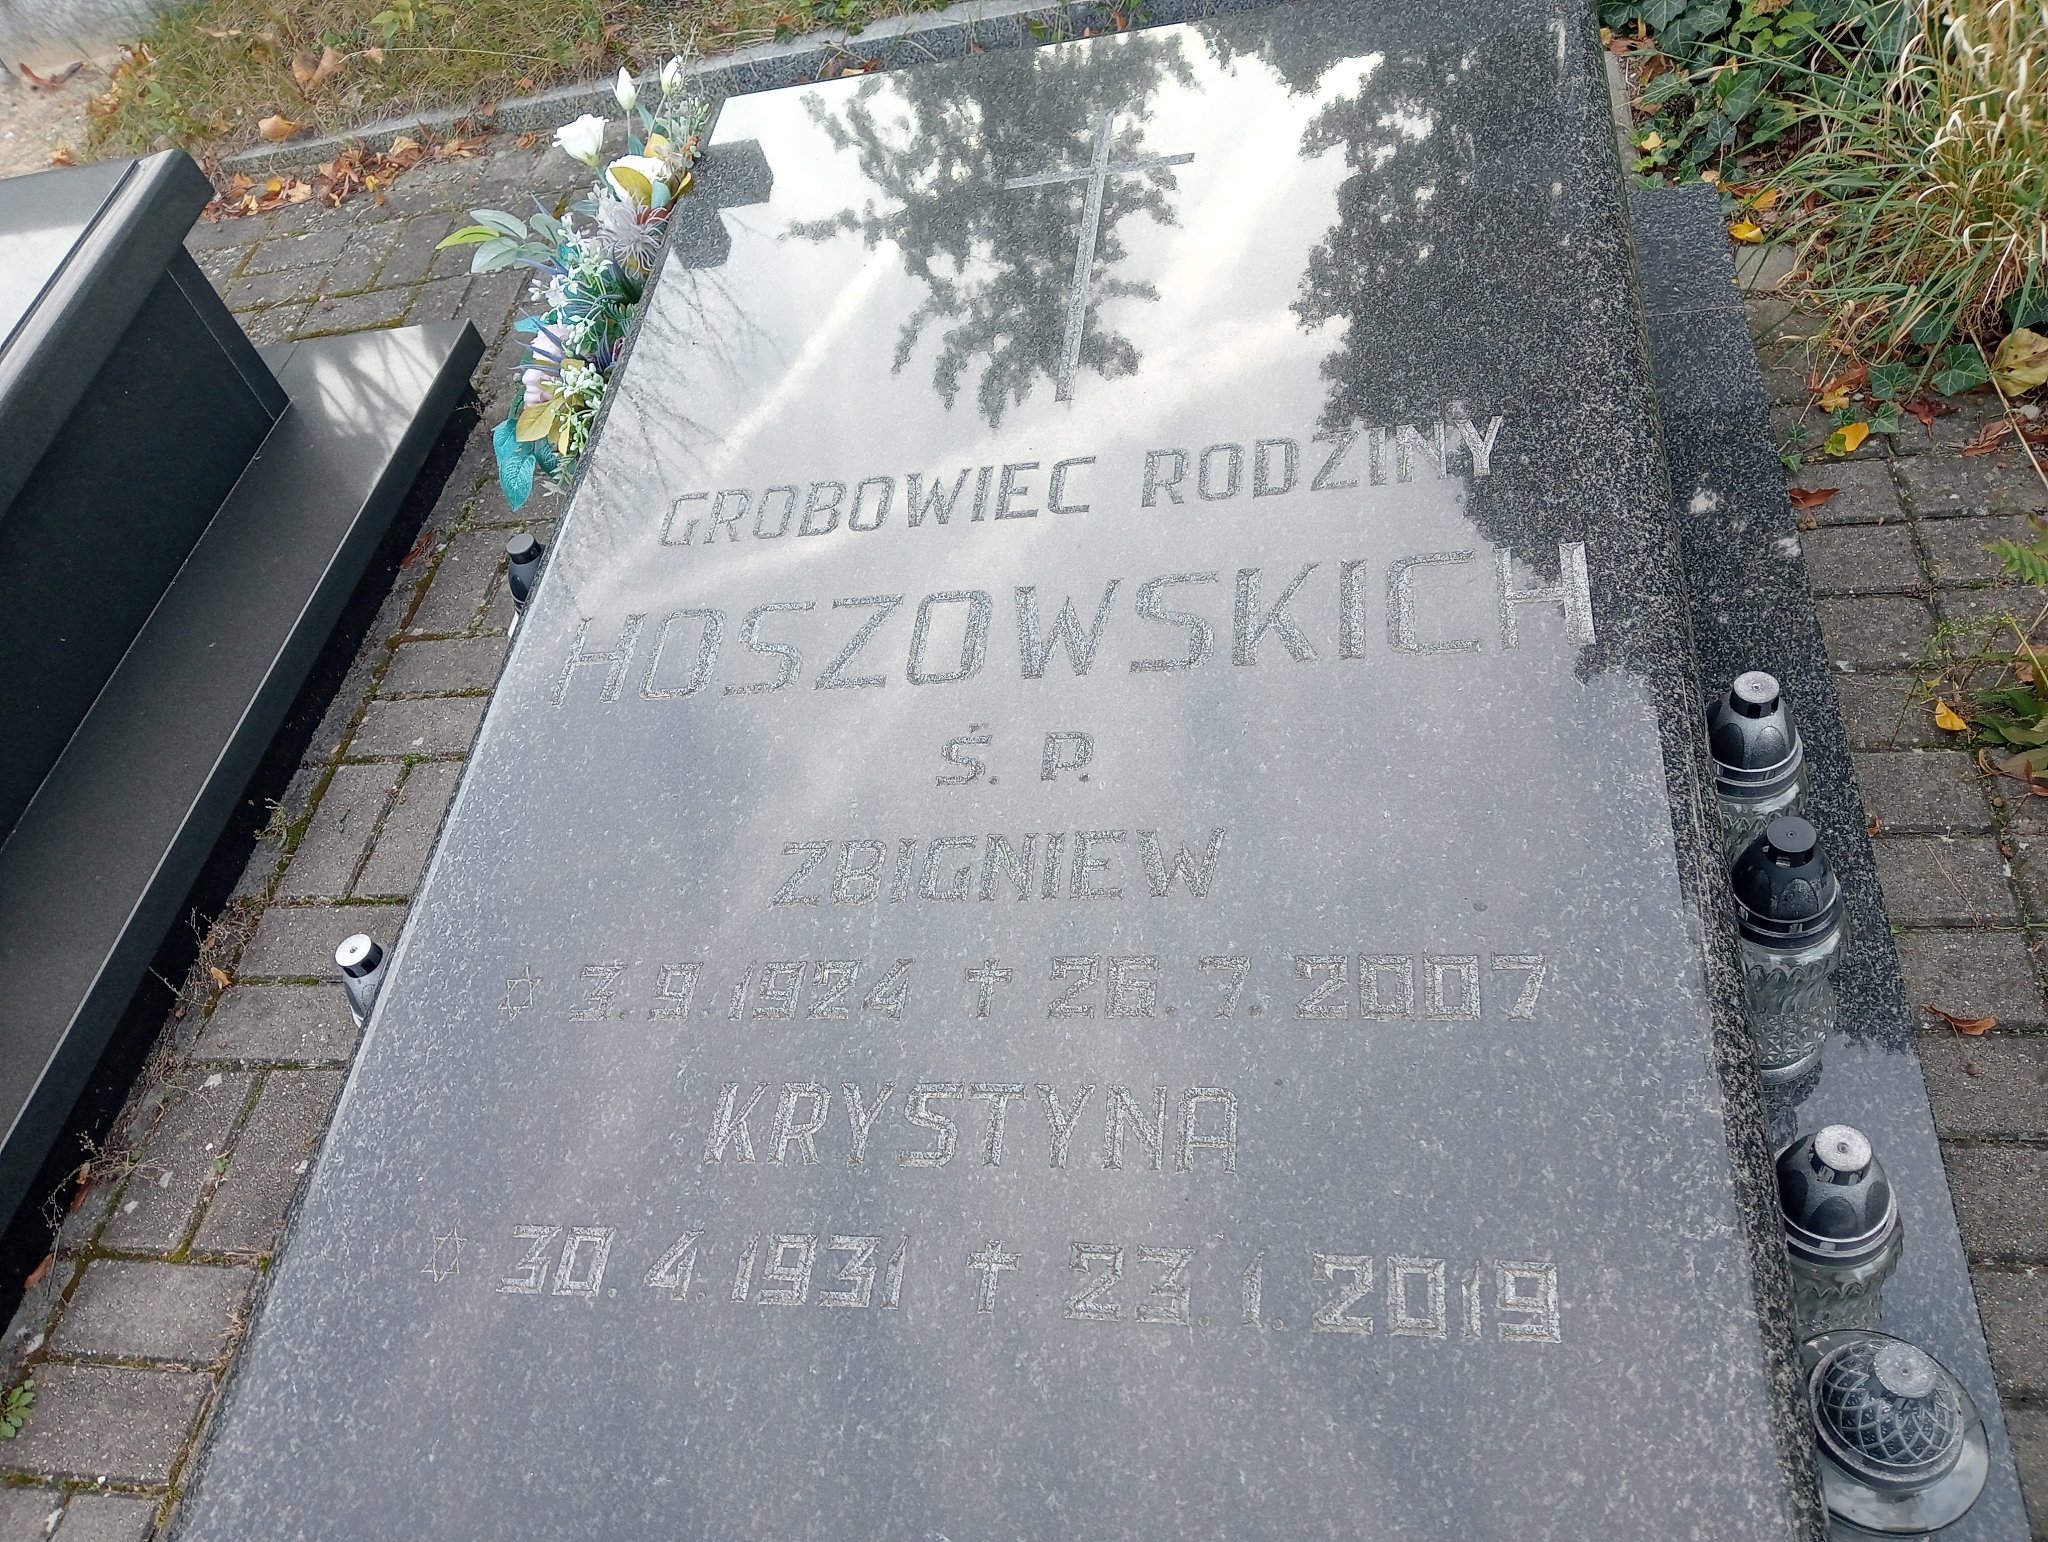 GROBOWIEC RODZINY
HOSZOWSKICH
Ś. P.
ZBIGNIEW
✡ 3.9.1924 ✝ 26.7.2007
KRYSTYNA
✡ 30.4.1931 ✝ 23.1.2019